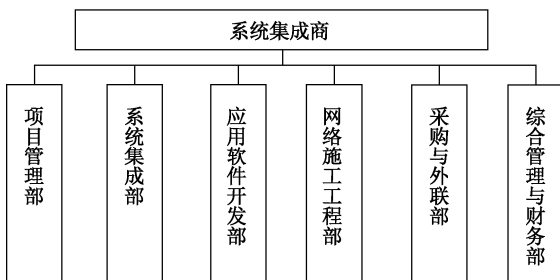 系统集成商
项目管理部
系统集成部
应用软件开发部
网络施工工程部
采购与外联部
综合管理与财务部